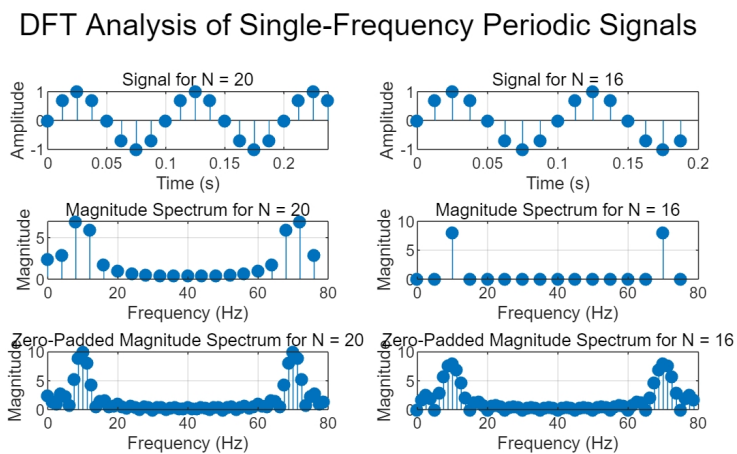 DFT Analysis of Single-Frequency Periodic Signals
Signal for N = 20
Amplitude
1
0
-1
0 0.05 0.1 0.15 0.2
Time (s)
Signal for N = 16
Amplitude
1
0
-1
0 0.05 0.1 0.15 0.2
Time (s)
Magnitude Spectrum for N = 20
Magnitude
5
0
0 20 40 60 80
Frequency (Hz)
Magnitude Spectrum for N = 16
Magnitude
10
5
0
0 20 40 60 80
Frequency (Hz)
Zero-Padded Magnitude Spectrum for N = 20
Magnitude
10
5
0
0 20 40 60 80
Frequency (Hz)
Zero-Padded Magnitude Spectrum for N = 16
Magnitude
10
5
0
0 20 40 60 80
Frequency (Hz)